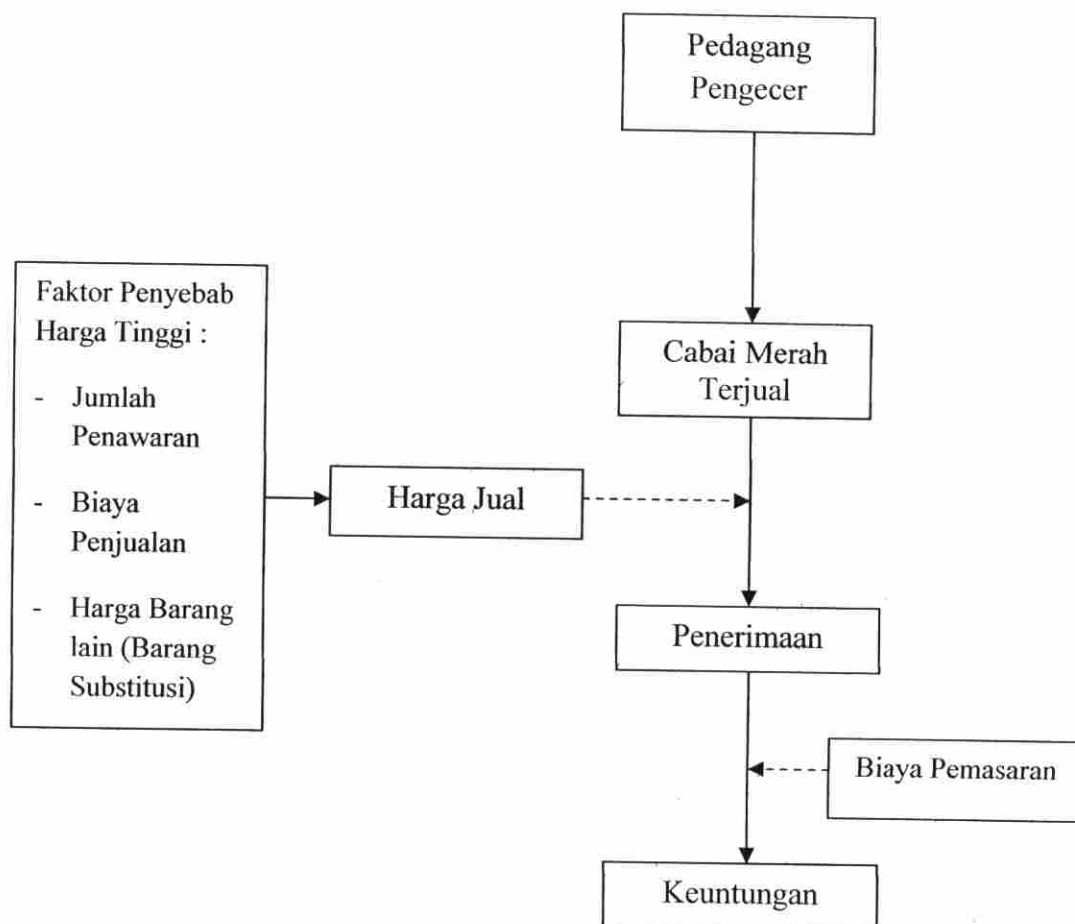 Pedagang
Pengecer
Faktor Penyebab
Harga Tinggi :
- Jumlah
Penawaran
- Biaya
Penjualan
- Harga Barang
lain (Barang
Substitusi)
Cabai Merah
Terjual
Harga Jual
Penerimaan
Biaya Pemasaran
Keuntungan